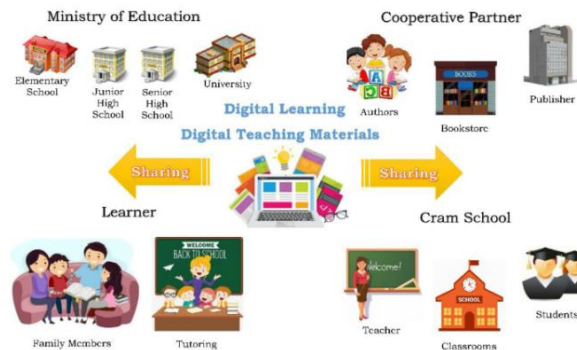 Ministry of Education
Cooperative Partner
Elementary
School
Junior
High
School
Senior
High
School
University
Authors
BOOKS
Bookstore
Publisher
Digital Learning
Digital Teaching Materials
Sharing
Sharing
Learner
Cram School
WELCOME
BACK TO SCHOOL
Welcome!
SCHOOL
Family Members
Tutoring
Teacher
Classrooms
Students